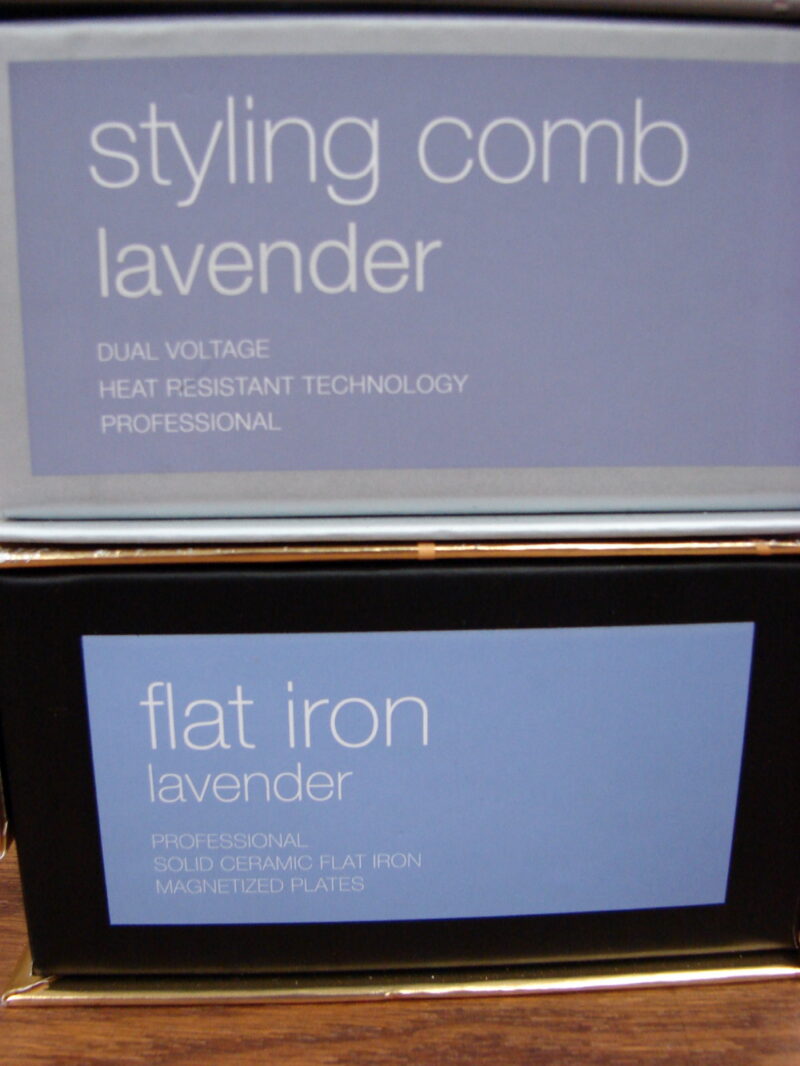 styling comb
lavender
DUAL VOLTAGE
HEAT RESISTANT TECHNOLOGY
PROFESSIONAL
flat iron
lavender
PROFESSIONAL
SOLID CERAMIC FLAT IRON
MAGNETIZED PLATES